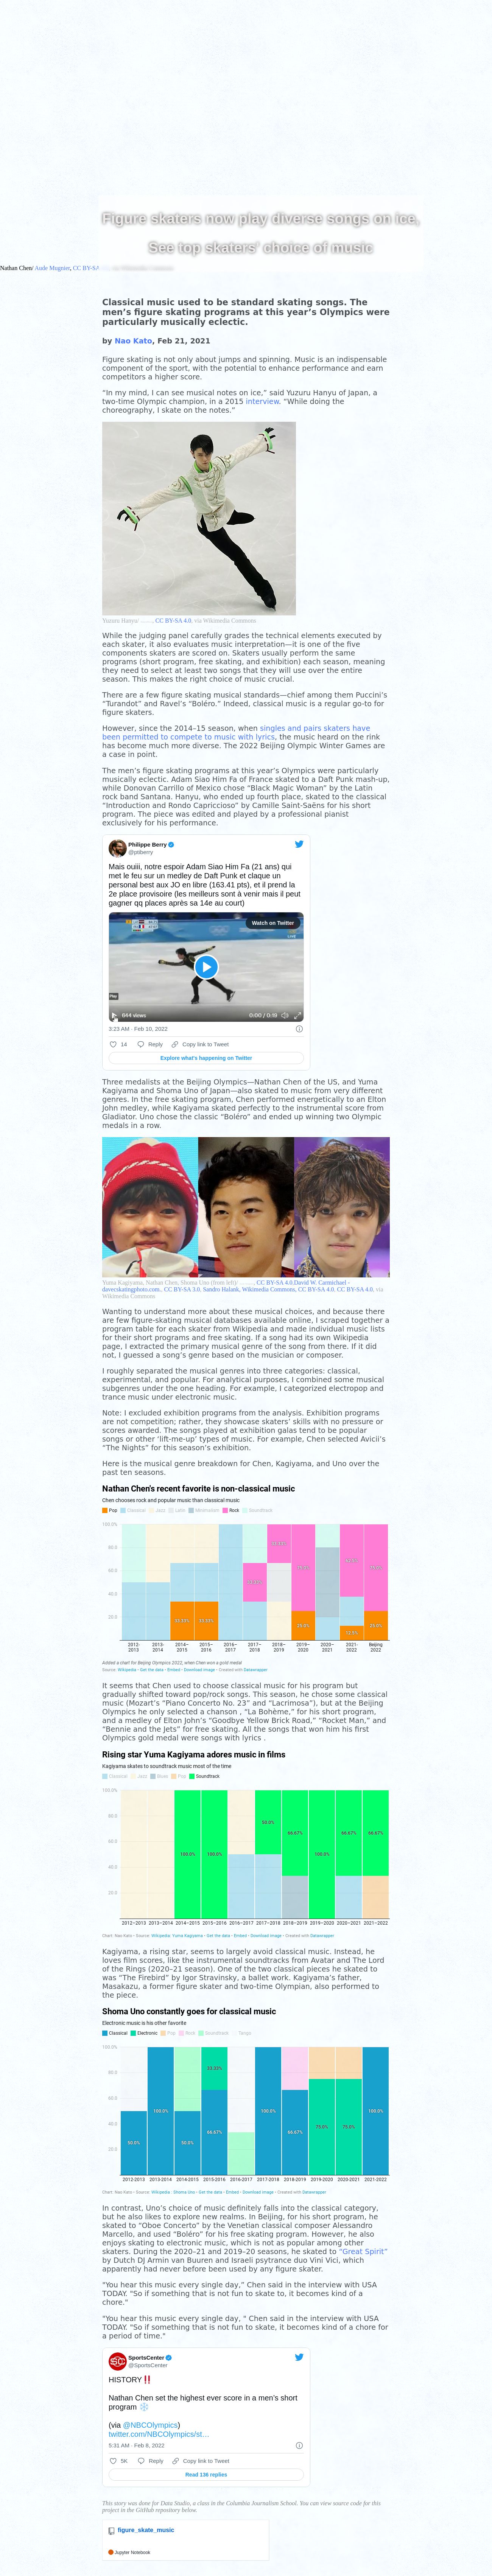 Figure skaters now play diverse songs on ice,
See top skaters' choice of music
Nathan Chen/ Aude Mugnier, CC BY-SA
Classical music used to be standard skating songs. The
men's figure skating programs at this year's Olympics were
particularly musically eclectic.
by Nao Kato, Feb 21, 2021
Figure skating is not only about jumps and spinning. Music is an indispensable
component of the sport, with the potential to enhance performance and earn
competitors a higher score.
"In my mind, I can see musical notes on ice," said Yuzuru Hanyu of Japan, a
two-time Olympic champion, in a 2015 interview. "While doing the
choreography, I skate on the notes."
Yuzuru Hanyu/ ……, CC BY-SA 4.0, via Wikimedia Commons
While the judging panel carefully grades the technical elements executed by
each skater, it also evaluates music interpretation—it is one of the five
components skaters are scored on. Skaters usually perform the same
programs (short program, free skating, and exhibition) each season, meaning
they need to select at least two songs that they will use over the entire
season. This makes the right choice of music crucial.
There are a few figure skating musical standards—chief among them Puccini's
"Turandot" and Ravel's "Boléro." Indeed, classical music is a regular go-to for
figure skaters.
However, since the 2014–15 season, when singles and pairs skaters have
been permitted to compete to music with lyrics, the music heard on the rink
has become much more diverse. The 2022 Beijing Olympic Winter Games are
a case in point.
The men's figure skating programs at this year's Olympics were particularly
musically eclectic. Adam Siao Him Fa of France skated to a Daft Punk mash-up,
while Donovan Carrillo of Mexico chose "Black Magic Woman" by the Latin
rock band Santana. Hanyu, who ended up fourth place, skated to the classical
"Introduction and Rondo Capriccioso" by Camille Saint-Saëns for his short
program. The piece was edited and played by a professional pianist
exclusively for his performance.
Philippe Berry
@ptiberry
Mais ouiii, notre espoir Adam Siao Him Fa (21 ans) qui
met le feu sur un medley de Daft Punk et claque un
personal best aux JO en libre (163.41 pts), et il prend la
2e place provisoire (les meilleurs sont à venir mais il peut
gagner qq places après sa 14e au court)
Watch on Twitter
644 views
0:00 / 0:19
3:23 AM · Feb 10, 2022
14 Reply Copy link to Tweet
Explore what's happening on Twitter
Three medalists at the Beijing Olympics—Nathan Chen of the US, and Yuma
Kagiyama and Shoma Uno of Japan—also skated to music from very different
genres. In the free skating program, Chen performed energetically to an Elton
John medley, while Kagiyama skated perfectly to the instrumental score from
Gladiator. Uno chose the classic "Boléro" and ended up winning two Olympic
medals in a row.
Yuma Kagiyama, Nathan Chen, Shoma Uno (from left)/ ……, CC BY-SA 4.0,David W. Carmichael -
davecskatingphoto.com., CC BY-SA 3.0, Sandro Halank, Wikimedia Commons, CC BY-SA 4.0, CC BY-SA 4.0, via
Wikimedia Commons
Wanting to understand more about these musical choices, and because there
are few figure-skating musical databases available online, I scraped together a
program table for each skater from Wikipedia and made individual music lists
with their short programs and free skating. If a song had its own Wikipedia
page, I extracted the primary musical genre of the song from there. If it did
not, I guessed a song's genre based on the musician or composer.
I roughly separated the musical genres into three categories: classical,
experimental, and popular. For analytical purposes, I combined some musical
subgenres under the one heading. For example, I categorized electropop and
trance music under electronic music.
Note: I excluded exhibition programs from the analysis. Exhibition programs
are not competition; rather, they showcase skaters' skills with no pressure or
scores awarded. The songs played at exhibition galas tend to be popular
songs or other 'lift-me-up' types of music. For example, Chen selected Avicii's
"The Nights" for this season's exhibition.
Here is the musical genre breakdown for Chen, Kagiyama, and Uno over the
past ten seasons.
Nathan Chen's recent favorite is non-classical music
Chen chooses rock and popular music than classical music
Pop Classical Jazz Latin Minimalism Rock Soundtrack
100.0%
80.0
60.0
40.0
20.0
33.33% 33.33% 33.33% 33.33% 75.0% 25.0% 12.5% 75.0% 25.0%
2012-2013 2013-2014 2014–2015 2015–2016 2016–2017 2017–2018 2018–2019 2019–2020 2020–2021 2021-2022 Beijing 2022
Added a chart for Beijing Olympics 2022, when Chen won a gold medal
Source: Wikipedia · Get the data · Embed · Download image · Created with Datawrapper
It seems that Chen used to choose classical music for his program but
gradually shifted toward pop/rock songs. This season, he chose some classical
music (Mozart's "Piano Concerto No. 23" and "Lacrimosa"), but at the Beijing
Olympics he only selected a chanson , "La Bohème," for his short program,
and a medley of Elton John's "Goodbye Yellow Brick Road," "Rocket Man," and
"Bennie and the Jets" for free skating. All the songs that won him his first
Olympic gold medal were songs with lyrics .
Rising star Yuma Kagiyama adores music in films
Kagiyama skates to soundtrack music most of the time
Classical Jazz Blues Pop Soundtrack
100.0%
80.0
60.0
40.0
20.0
100.0% 100.0% 50.0% 66.67% 100.0% 66.67% 66.67%
2012–2013 2013–2014 2014–2015 2015–2016 2016–2017 2017–2018 2018–2019 2019–2020 2020–2021 2021–2022
Chart: Nao Kato · Source: Wikipedia: Yuma Kagiyama · Get the data · Embed · Download image · Created with Datawrapper
Kagiyama, a rising star, seems to largely avoid classical music. Instead, he
loves film scores, like the instrumental soundtracks from Avatar and The Lord
of the Rings (2020–21 season). One of the two classical pieces he skated to
was "The Firebird" by Igor Stravinsky, a ballet work. Kagiyama's father,
Masakazu, a former figure skater and two-time Olympian, also performed to
the piece.
Shoma Uno constantly goes for classical music
Electronic music is his other favorite
Classical Electronic Pop Rock Soundtrack Tango
100.0%
80.0
60.0
40.0
20.0
50.0% 100.0% 50.0% 33.33% 66.67% 100.0% 66.67% 75.0% 75.0% 100.0%
2012-2013 2013-2014 2014-2015 2015-2016 2016-2017 2017-2018 2018-2019 2019-2020 2020-2021 2021-2022
Chart: Nao Kato · Source: Wikipedia : Shoma Uno · Get the data · Embed · Download image · Created with Datawrapper
In contrast, Uno's choice of music definitely falls into the classical category,
but he also likes to explore new realms. In Beijing, for his short program, he
skated to "Oboe Concerto" by the Venetian classical composer Alessandro
Marcello, and used "Boléro" for his free skating program. However, he also
enjoys skating to electronic music, which is not as popular among other
skaters. During the 2020–21 and 2019–20 seasons, he skated to "Great Spirit"
by Dutch DJ Armin van Buuren and Israeli psytrance duo Vini Vici, which
apparently had never before been used by any figure skater.
"You hear this music every single day," Chen said in the interview with USA
TODAY. "So if something that is not fun to skate to, it becomes kind of a
chore."
"You hear this music every single day, " Chen said in the interview with USA
TODAY. "So if something that is not fun to skate, it becomes kind of a chore for
a period of time."
SportsCenter
@SportsCenter
HISTORY‼️
Nathan Chen set the highest ever score in a men's short
program ❄️
(via @NBCOlympics)
twitter.com/NBCOlympics/st…
5:31 AM · Feb 8, 2022
5K Reply Copy link to Tweet
Read 136 replies
This story was done for Data Studio, a class in the Columbia Journalism School. You can view source code for this
project in the GitHub repository below.
figure_skate_music
Jupyter Notebook